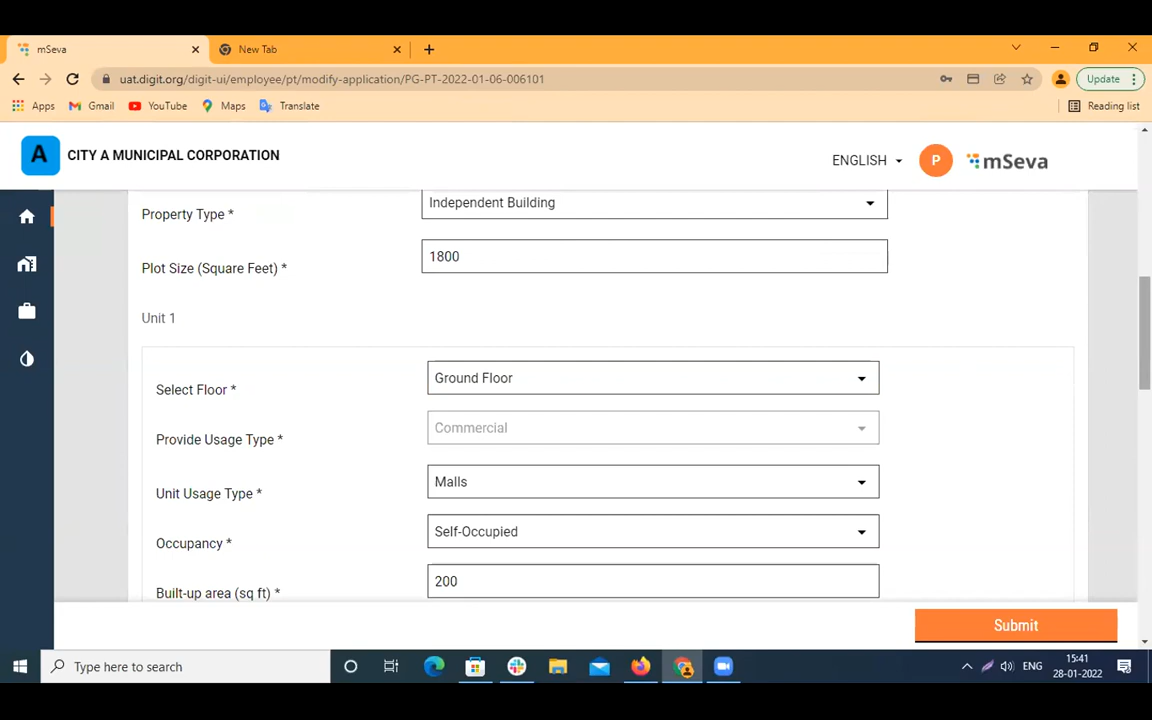 mSeva
New Tab
uat.digit.org/digit-ui/employee/pt/modify-application/PG-PT-2022-01-06-006101
Update
Apps Gmail YouTube Maps Translate Reading list
A CITY A MUNICIPAL CORPORATION
ENGLISH P mSeva
Property Type * Independent Building
Plot Size (Square Feet) * 1800
Unit 1
Select Floor * Ground Floor
Provide Usage Type * Commercial
Unit Usage Type * Malls
Occupancy * Self-Occupied
Built-up area (sq ft) * 200
Submit
Type here to search
ENG
15:41
28-01-2022